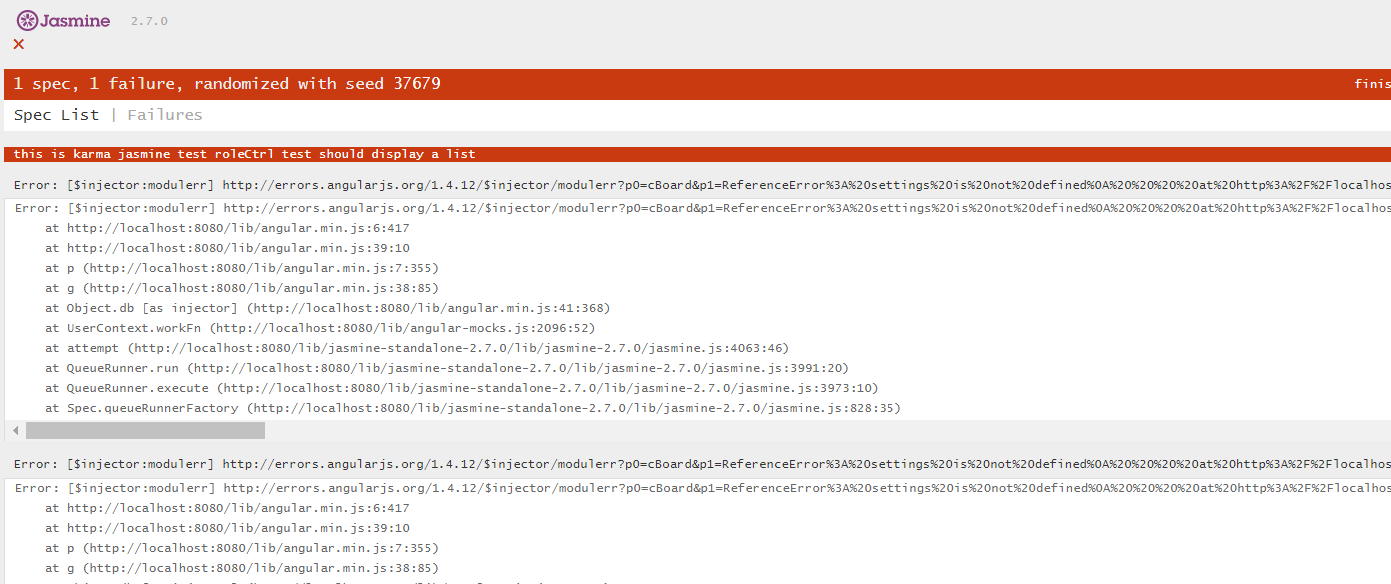 Jasmine 2.7.0
×
1 spec, 1 failure, randomized with seed 37679 finis
Spec List | Failures
this is karma jasmine test roleCtrl test should display a list
Error: [$injector:modulerr] http://errors.angularjs.org/1.4.12/$injector/modulerr?p0=cBoard&p1=ReferenceError%3A%20settings%20is%20not%20defined%0A%20%20%20%20at%20http%3A%2F%2Flocalhos
Error: [$injector:modulerr] http://errors.angularjs.org/1.4.12/$injector/modulerr?p0=cBoard&p1=ReferenceError%3A%20settings%20is%20not%20defined%0A%20%20%20%20at%20http%3A%2F%2Flocalhos
at http://localhost:8080/lib/angular.min.js:6:417
at http://localhost:8080/lib/angular.min.js:39:10
at p (http://localhost:8080/lib/angular.min.js:7:355)
at g (http://localhost:8080/lib/angular.min.js:38:85)
at Object.db [as injector] (http://localhost:8080/lib/angular.min.js:41:368)
at UserContext.workFn (http://localhost:8080/lib/angular-mocks.js:2096:52)
at attempt (http://localhost:8080/lib/jasmine-standalone-2.7.0/lib/jasmine-2.7.0/jasmine.js:4063:46)
at QueueRunner.run (http://localhost:8080/lib/jasmine-standalone-2.7.0/lib/jasmine-2.7.0/jasmine.js:3991:20)
at QueueRunner.execute (http://localhost:8080/lib/jasmine-standalone-2.7.0/lib/jasmine-2.7.0/jasmine.js:3973:10)
at Spec.queueRunnerFactory (http://localhost:8080/lib/jasmine-standalone-2.7.0/lib/jasmine-2.7.0/jasmine.js:828:35)
Error: [$injector:modulerr] http://errors.angularjs.org/1.4.12/$injector/modulerr?p0=cBoard&p1=ReferenceError%3A%20settings%20is%20not%20defined%0A%20%20%20%20at%20http%3A%2F%2Flocalhos
Error: [$injector:modulerr] http://errors.angularjs.org/1.4.12/$injector/modulerr?p0=cBoard&p1=ReferenceError%3A%20settings%20is%20not%20defined%0A%20%20%20%20at%20http%3A%2F%2Flocalhos
at http://localhost:8080/lib/angular.min.js:6:417
at http://localhost:8080/lib/angular.min.js:39:10
at p (http://localhost:8080/lib/angular.min.js:7:355)
at g (http://localhost:8080/lib/angular.min.js:38:85)